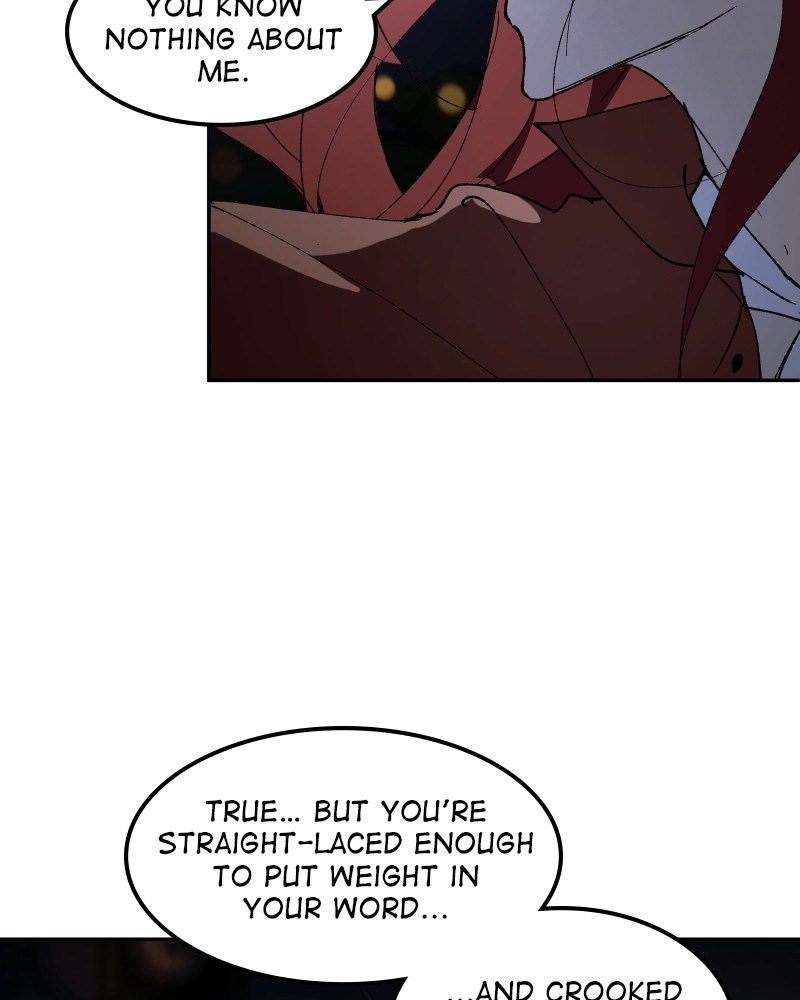 YOU KNOW
NOTHING ABOUT
ME.
TRUE... BUT YOU'RE
STRAIGHT-LACED ENOUGH
TO PUT WEIGHT IN
YOUR WORD...
...AND CROOKED